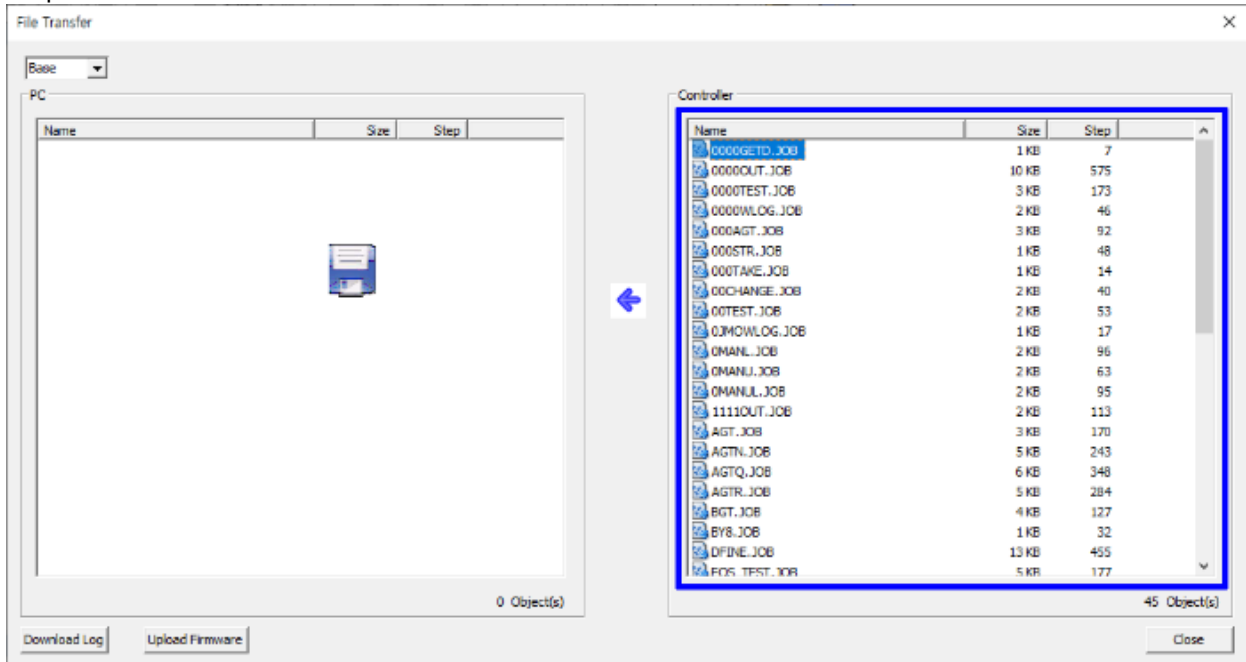 File Transfer
Base
PC
Name Size Step
0 Object(s)
Controller
Name Size Step
0000GETD.JOB 1 KB 7
0000OUT.JOB 10 KB 575
0000TEST.JOB 3 KB 173
0000WLOG.JOB 2 KB 46
000AGT.JOB 3 KB 92
000STR.JOB 1 KB 48
000TAKE.JOB 1 KB 14
00CHANGE.JOB 2 KB 40
00TEST.JOB 2 KB 53
0JMOWLOG.JOB 1 KB 17
0MANL.JOB 2 KB 96
0MANU.JOB 2 KB 63
0MANUL.JOB 2 KB 95
1111OUT.JOB 2 KB 113
AGT.JOB 3 KB 170
AGTN.JOB 5 KB 243
AGTQ.JOB 6 KB 348
AGTR.JOB 5 KB 284
BGT.JOB 4 KB 127
BY8.JOB 1 KB 32
DFINE.JOB 13 KB 455
EOS_TEST.JOB 5 KB 177
45 Object(s)
Download Log Upload Firmware Close